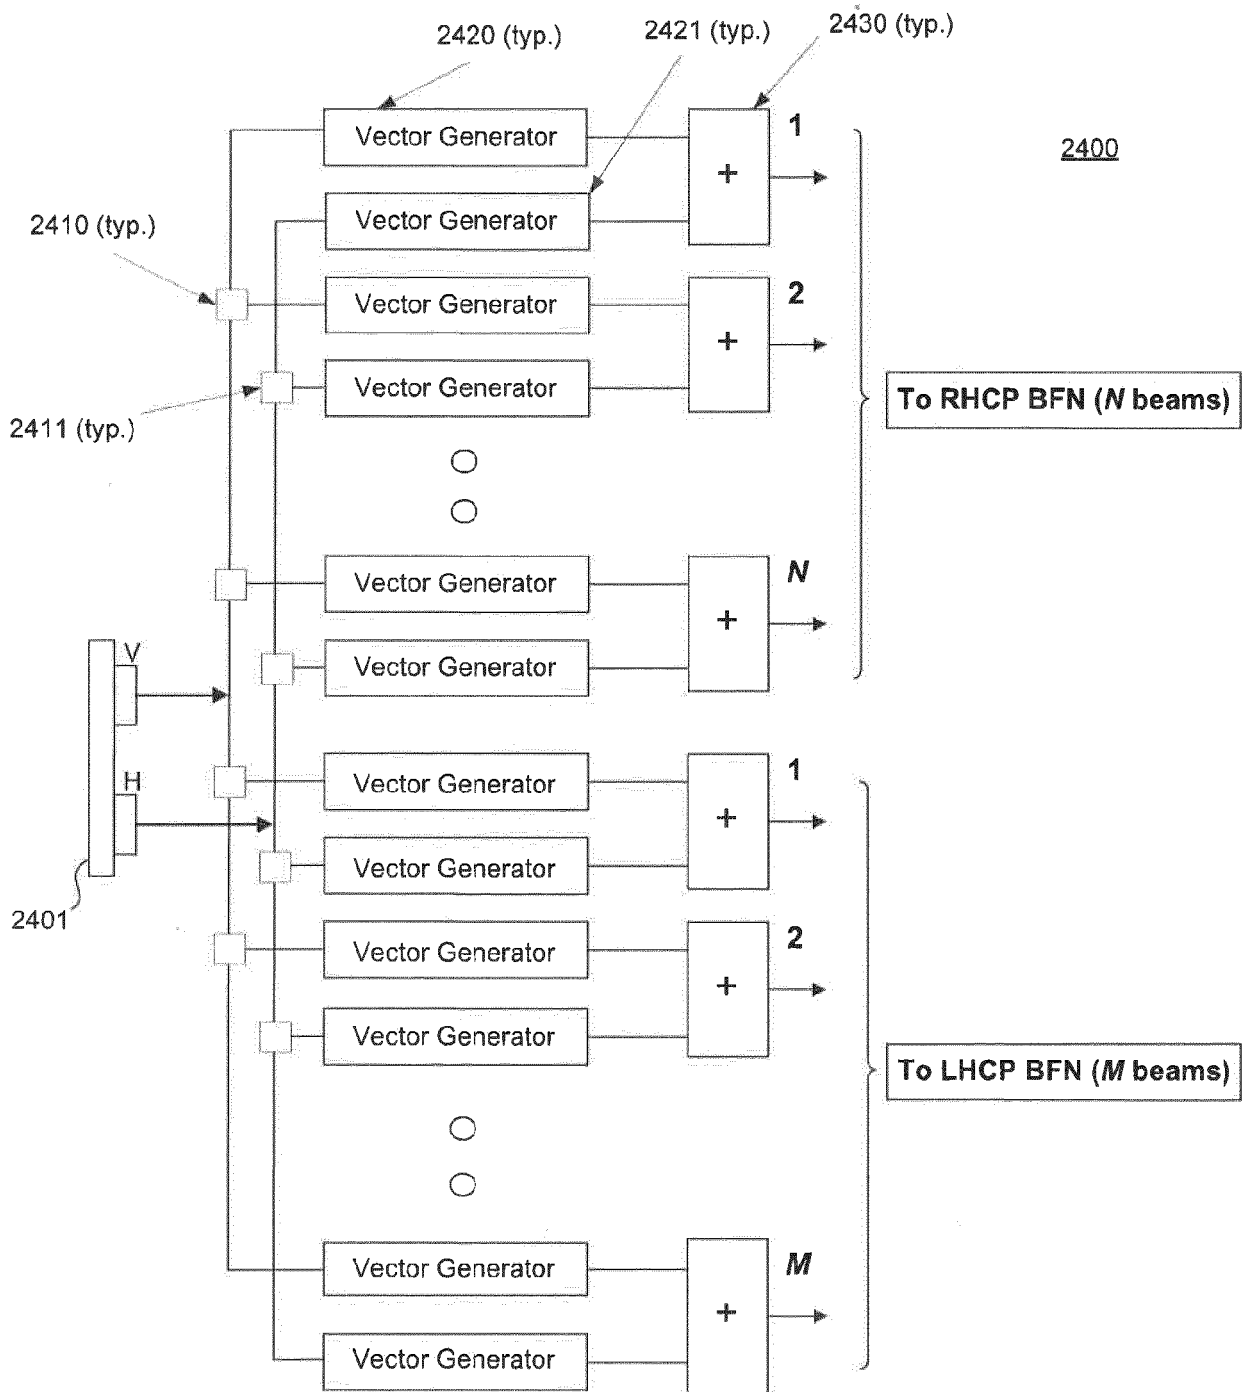 2420 (typ.)
2421 (typ.)
2430 (typ.)
Vector Generator
1
2400
+
Vector Generator
2410 (typ.)
Vector Generator
2
+
Vector Generator
To RHCP BFN (N beams)
2411 (typ.)
Vector Generator
N
+
V
Vector Generator
H
Vector Generator
1
+
Vector Generator
2401
Vector Generator
2
+
Vector Generator
To LHCP BFN (M beams)
Vector Generator
M
+
Vector Generator